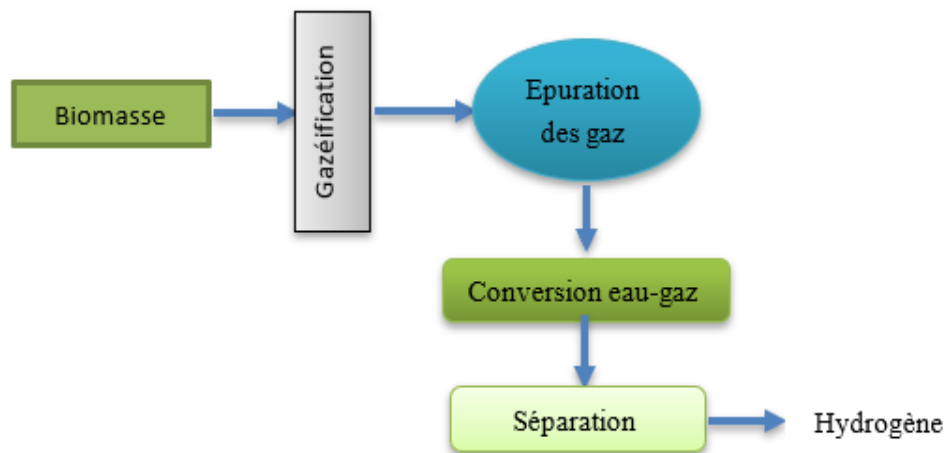 Biomasse
Gazéification
Epuration
des gaz
Conversion eau-gaz
Séparation
Hydrogène